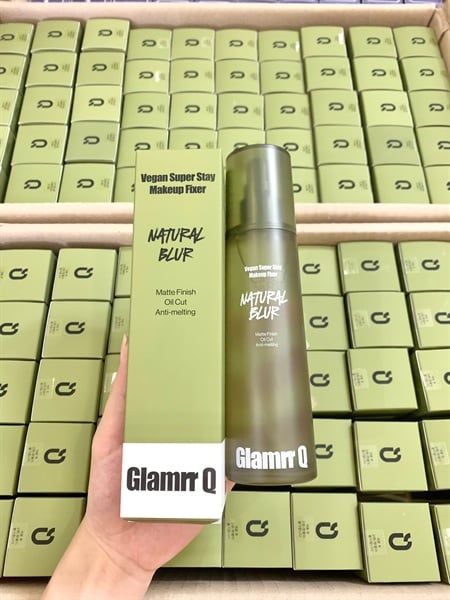 Vegan Super Stay
Makeup Fixer
NATURAL
BLUR
Matte Finish
Oil Cut
Anti-melting
Glamrr Q
Vegan Super Stay
Makeup Fixer
NATURAL
BLUR
Matte Finish
Oil Cut
Anti-melting
Glamrr Q